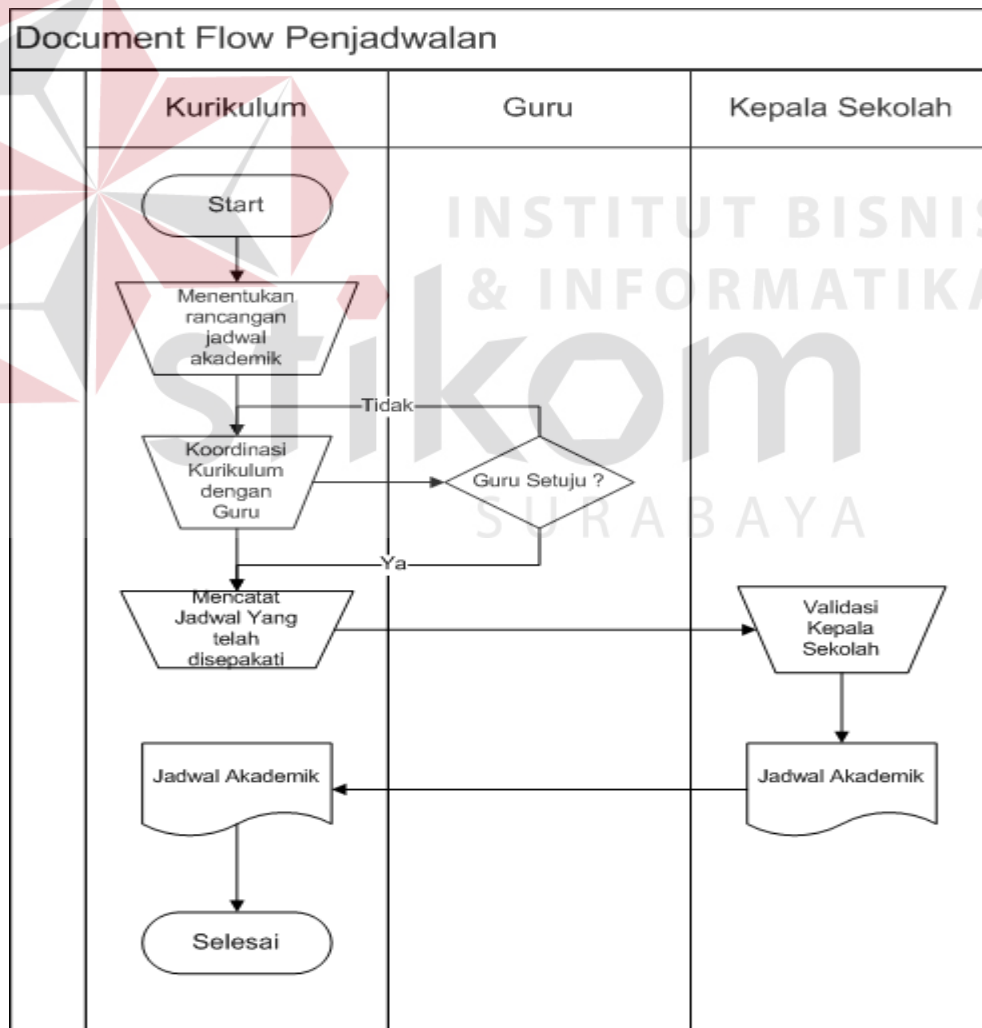 Document Flow Penjadwalan
Kurikulum
Guru
Kepala Sekolah
INSTITUT BISNIS
& INFORMATIKA
stikom
SURABAYA
Start
Menentukan
rancangan
jadwal
akademik
Tidak
Koordinasi
Kurikulum
dengan
Guru
Guru Setuju ?
Ya
Mencatat
Jadwal Yang
telah
disepakati
Validasi
Kepala
Sekolah
Jadwal Akademik
Jadwal Akademik
Selesai